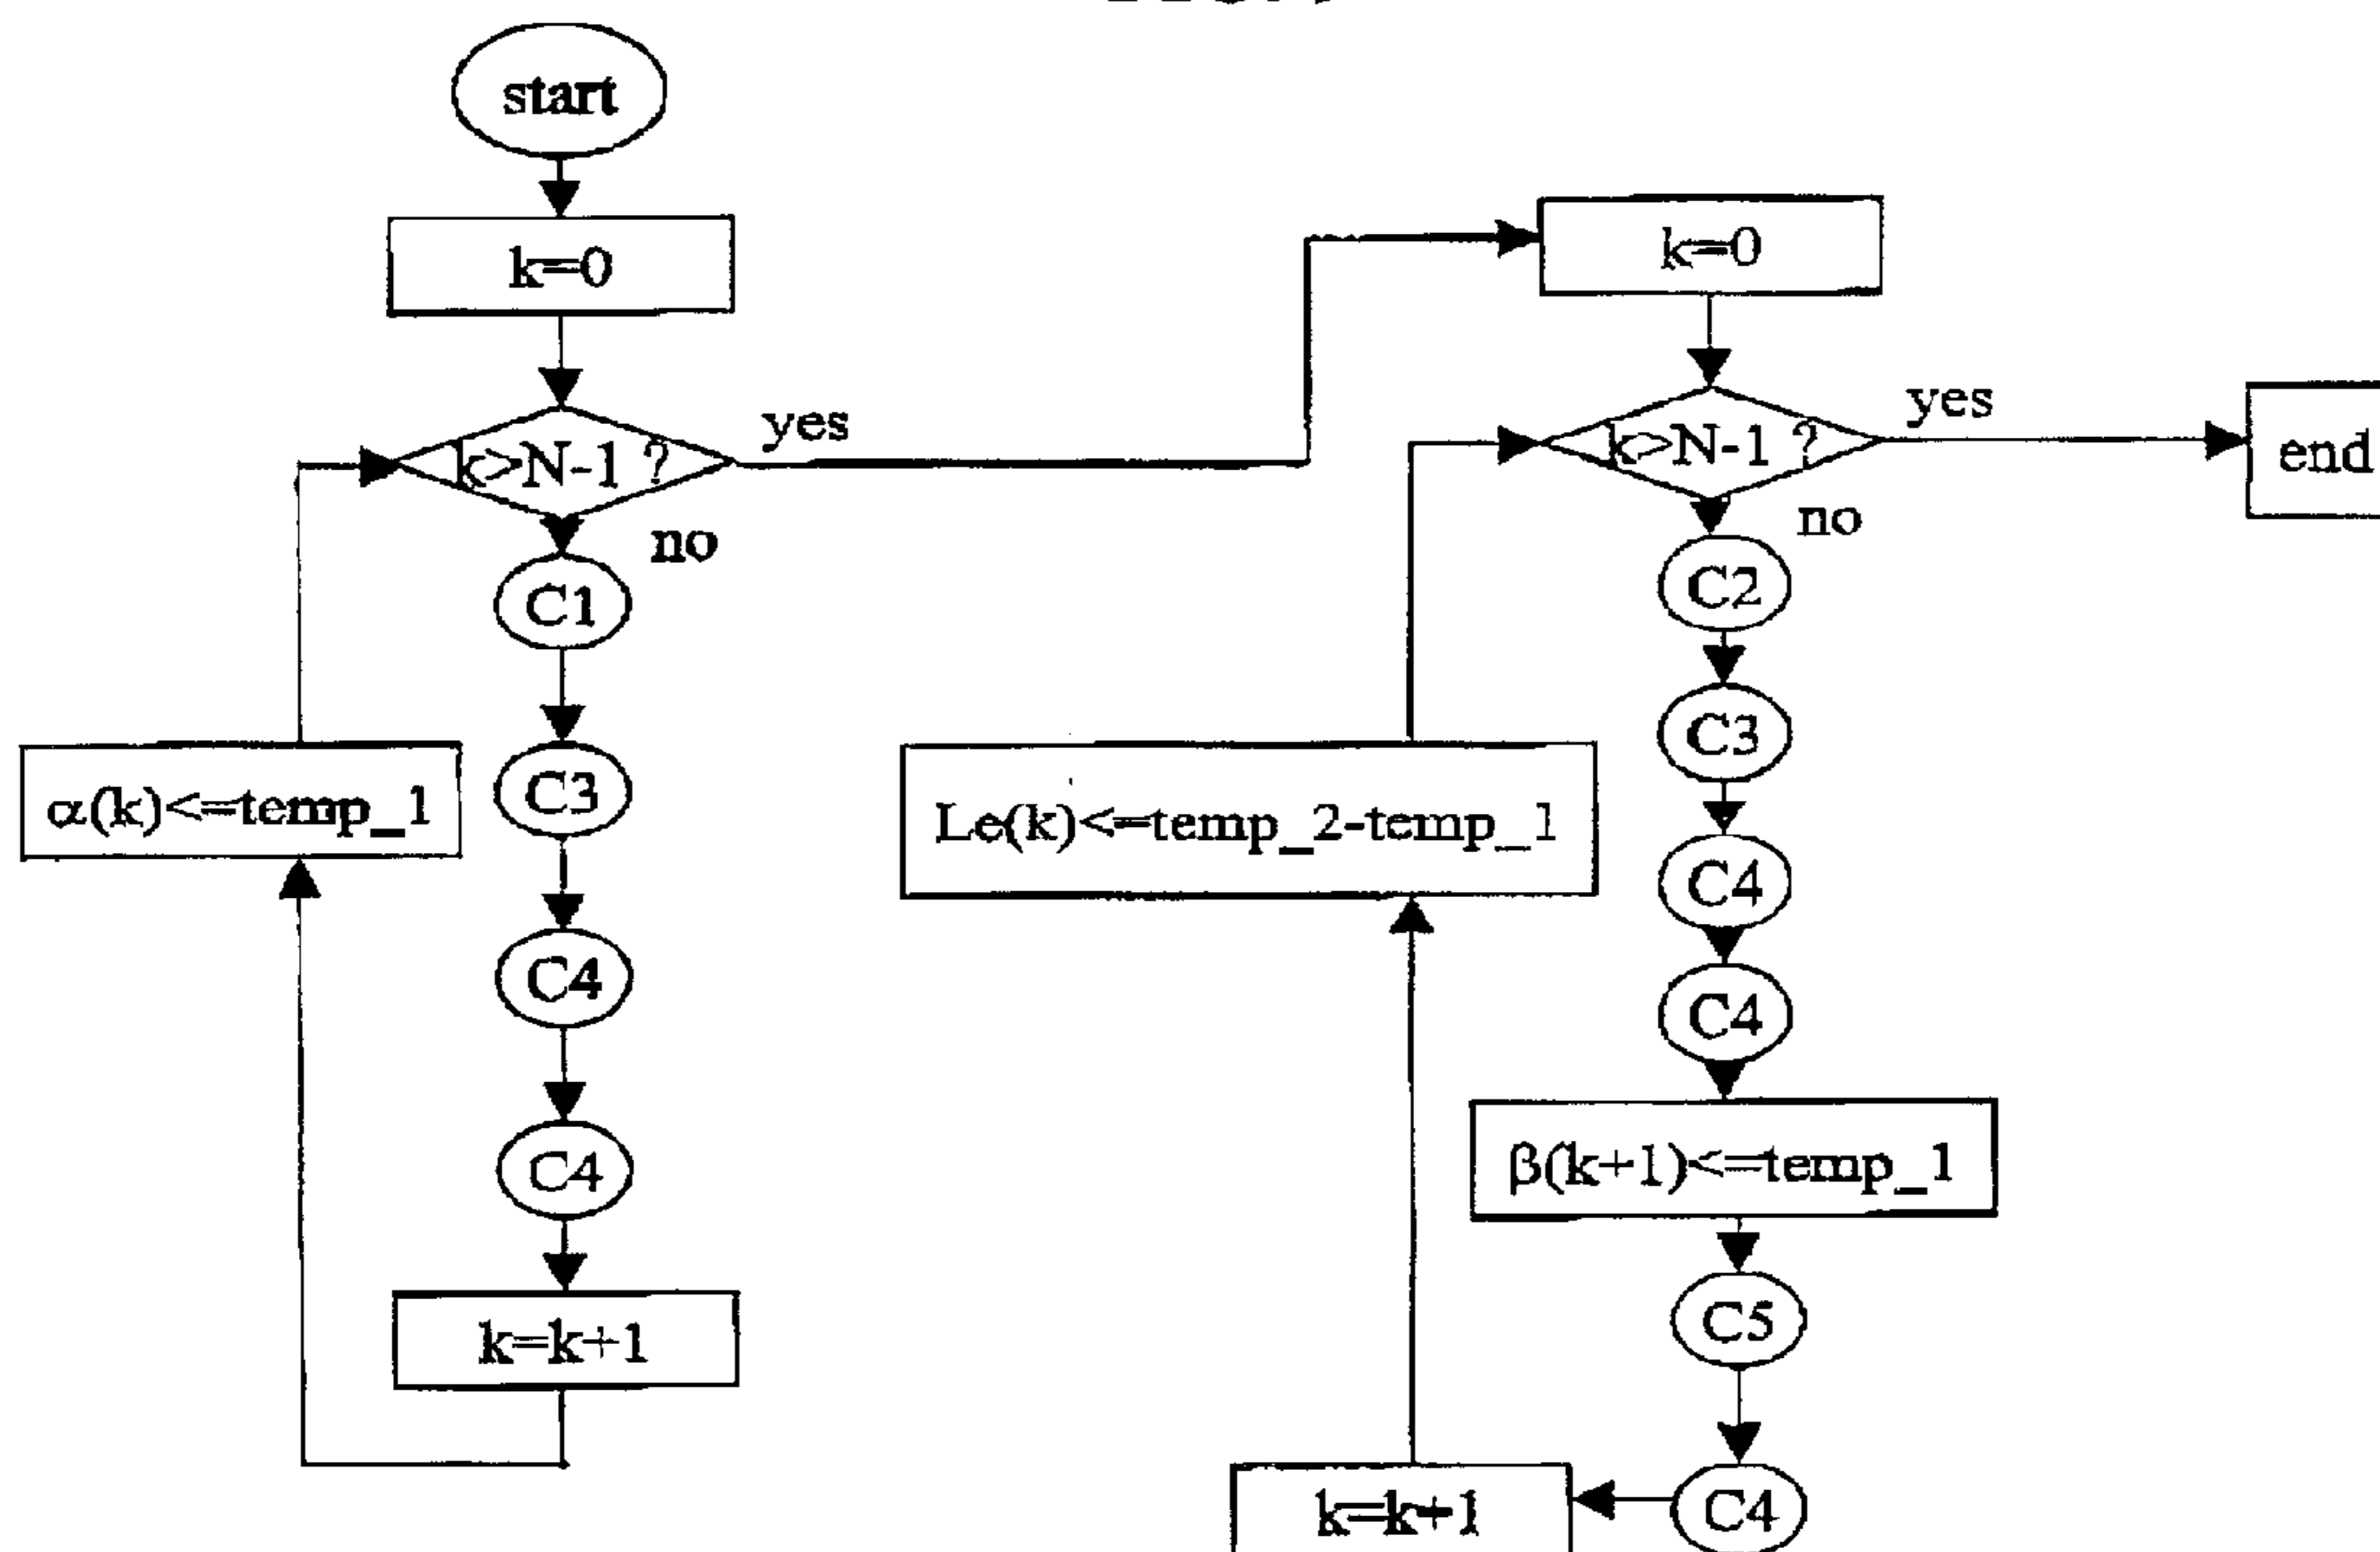 start
k=0
k>N-1 ?
yes
no
C1
C3
C4
C4
k=k+1
α(k)<=temp_1
k=0
k>N-1 ?
yes
end
no
C2
C3
C4
C4
β(k+1)<=temp_1
C5
C4
k=k+1
Le(k)<=temp_2-temp_1